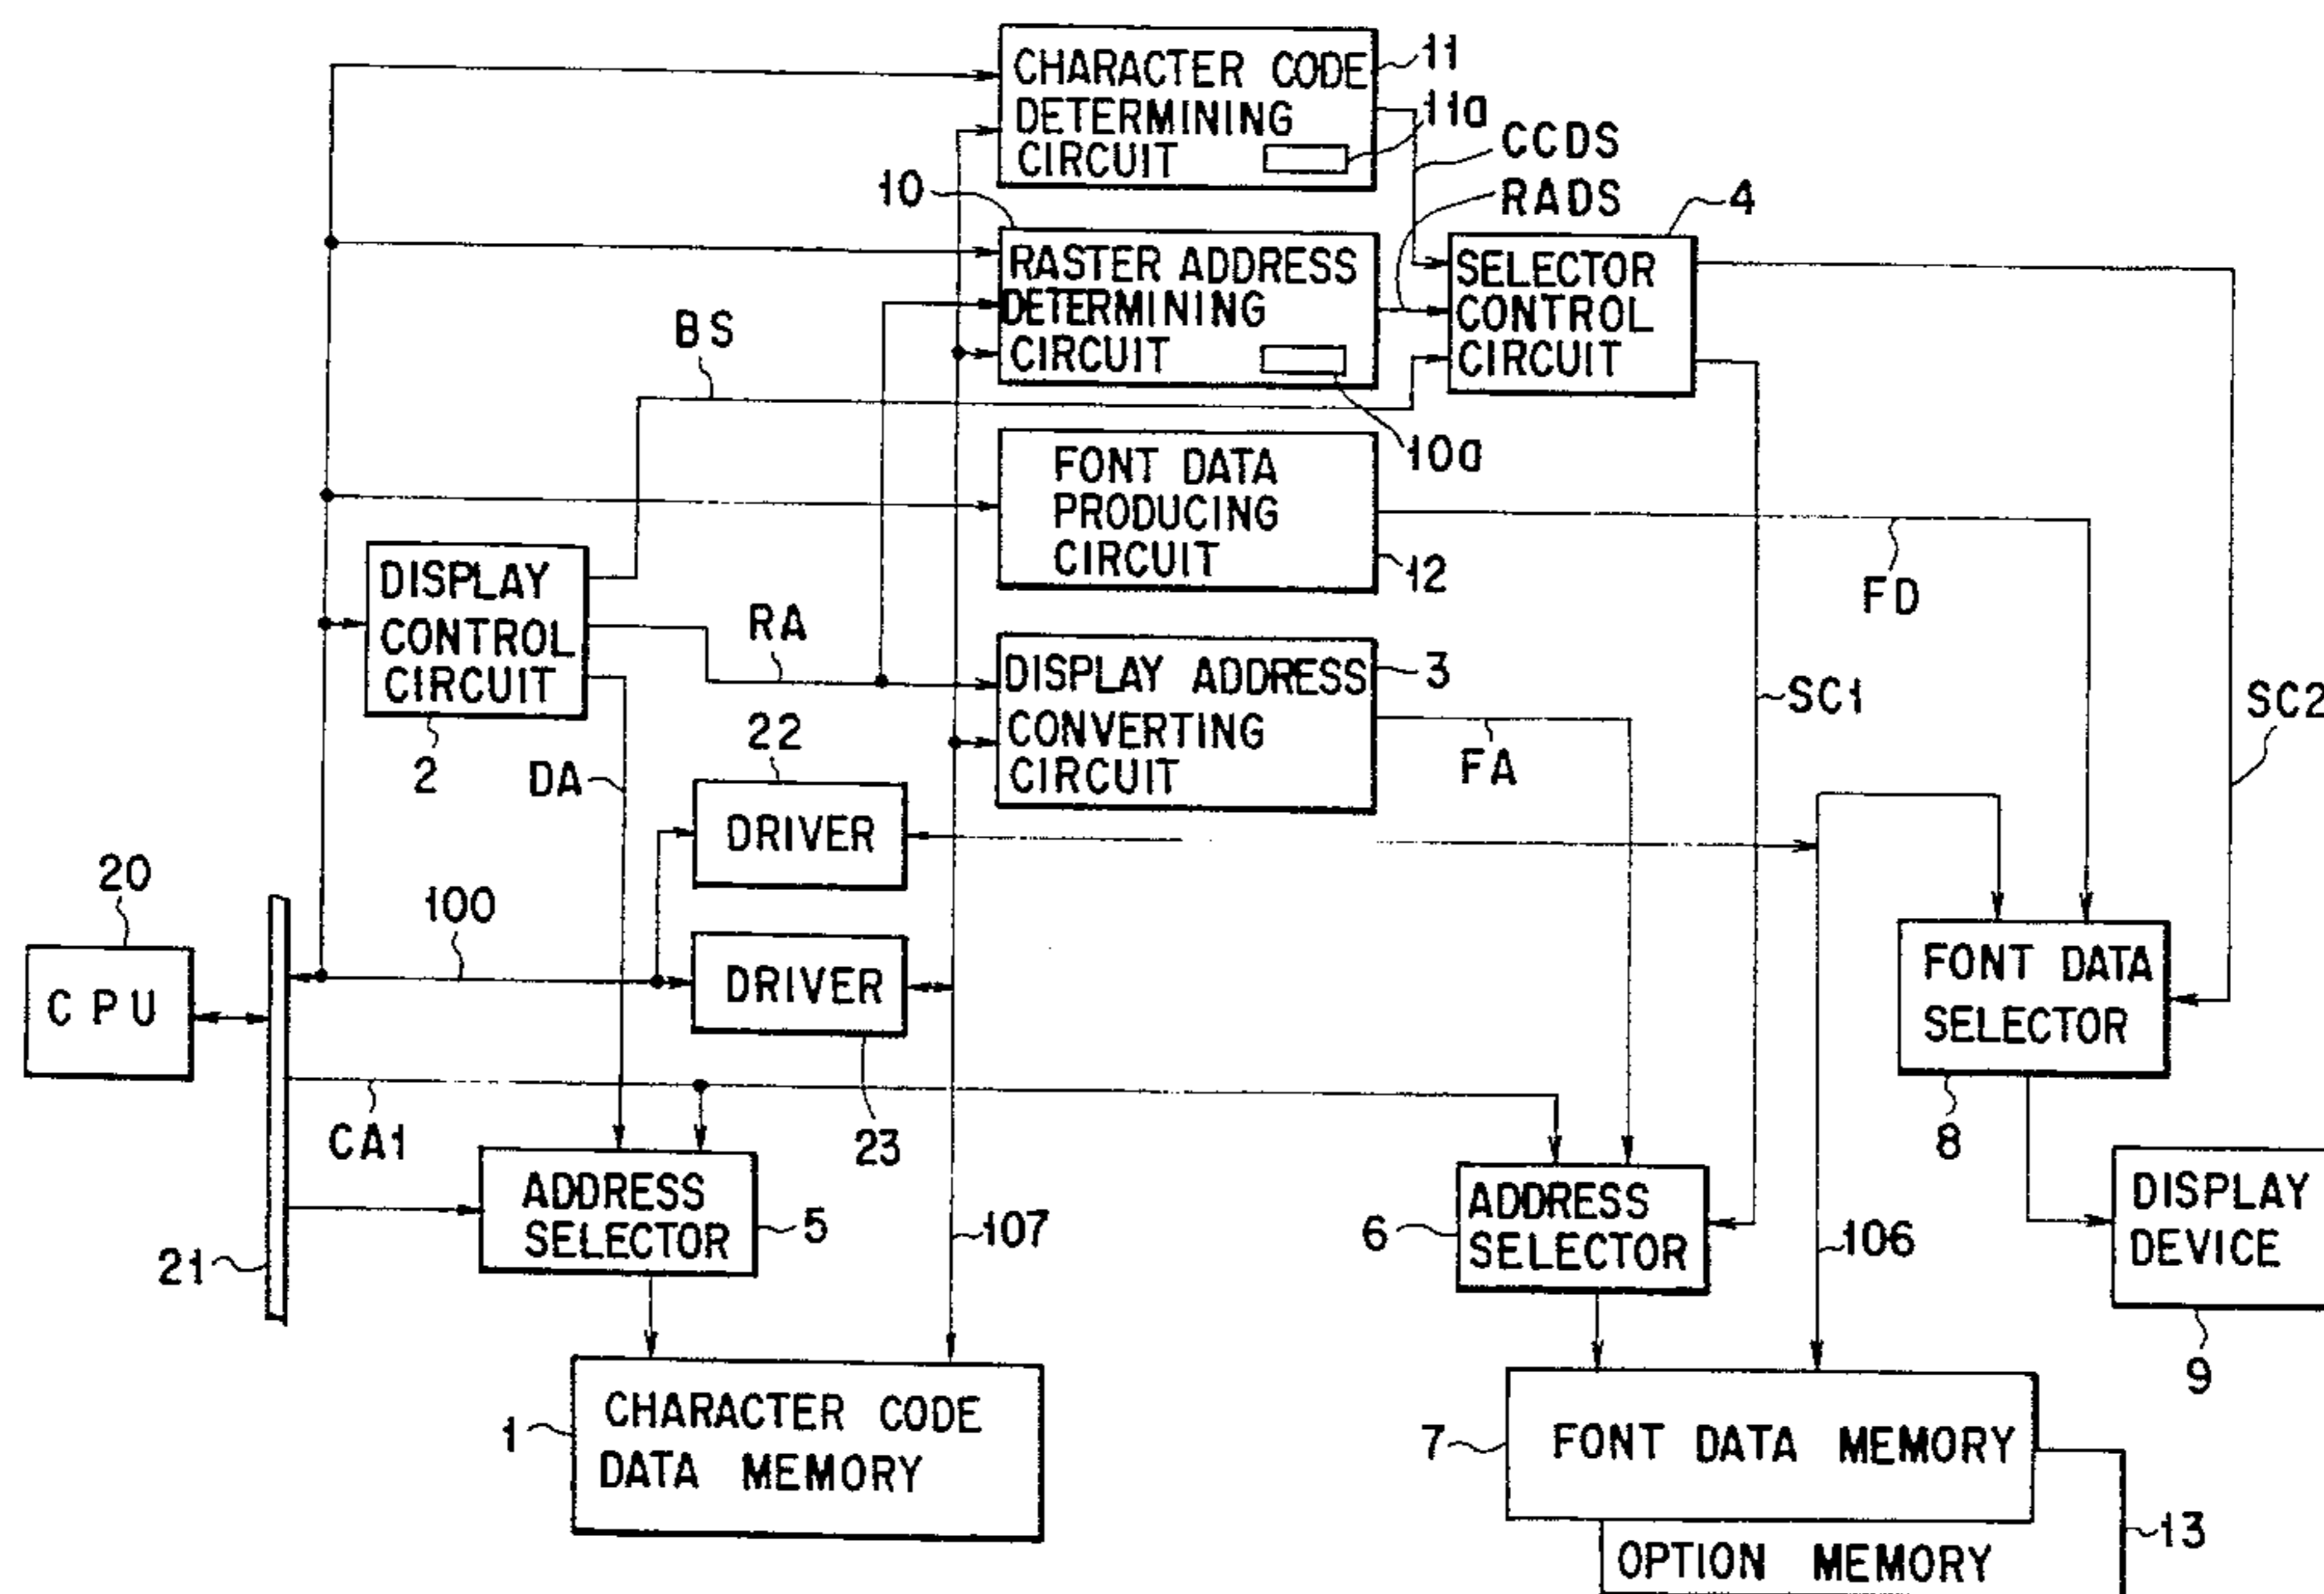 CHARACTER CODE
DETERMINING
CIRCUIT
11
11a
CCDS
RADS
10
4
RASTER ADDRESS
DETERMINING
CIRCUIT
SELECTOR
CONTROL
CIRCUIT
BS
10a
FONT DATA
PRODUCING
CIRCUIT
12
FD
DISPLAY
CONTROL
CIRCUIT
2
RA
DISPLAY ADDRESS
CONVERTING
CIRCUIT
3
SC1
SC2
22
DA
FA
DRIVER
20
100
CPU
DRIVER
FONT DATA
SELECTOR
CA1
23
8
ADDRESS
SELECTOR
5
107
6
ADDRESS
SELECTOR
106
DISPLAY
DEVICE
21
9
1
CHARACTER CODE
DATA MEMORY
7
FONT DATA MEMORY
13
OPTION MEMORY